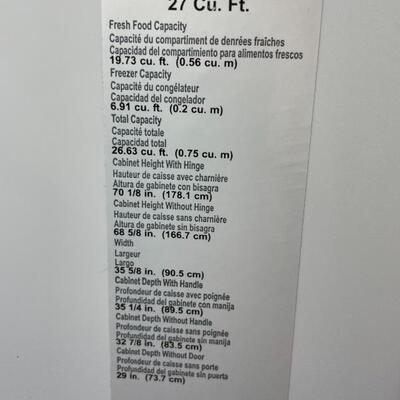 27 Cu. Ft.
Fresh Food Capacity
Capacité du compartiment de denrées fraîches
Capacidad del compartimiento para alimentos frescos
19.73 cu. ft. (0.56 cu. m)
Freezer Capacity
Capacité du congélateur
Capacidad del congelador
6.91 cu. ft. (0.2 cu. m)
Total Capacity
Capacité totale
Capacidad total
26.63 cu. ft. (0.75 cu. m)
Cabinet Height With Hinge
Hauteur de caisse avec charnière
Altura de gabinete con bisagra
70 1/8 in. (178.1 cm)
Cabinet Height Without Hinge
Hauteur de caisse sans charnière
Altura de gabinete sin bisagra
68 5/8 in. (166.7 cm)
Width
Largeur
Largo
35 5/8 in. (90.5 cm)
Cabinet Depth With Handle
Profondeur de caisse avec poignée
Profundidad del gabinete con manija
35 1/4 in. (89.5 cm)
Cabinet Depth Without Handle
Profondeur de caisse sans poignée
Profundidad del gabinete sin manija
32 7/8 in. (83.5 cm)
Cabinet Depth Without Door
Profondeur de caisse sans porte
Profundidad del gabinete sin puerta
29 in. (73.7 cm)